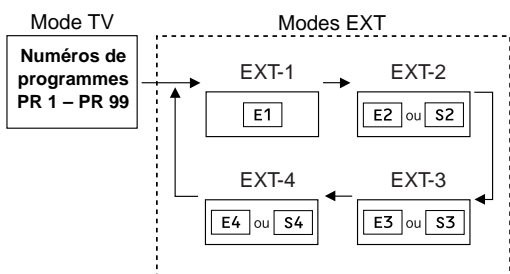 Mode TV
Modes EXT
Numéros de
programmes
PR 1 – PR 99
EXT-1
EXT-2
E1
E2 ou S2
EXT-4
EXT-3
E4 ou S4
E3 ou S3